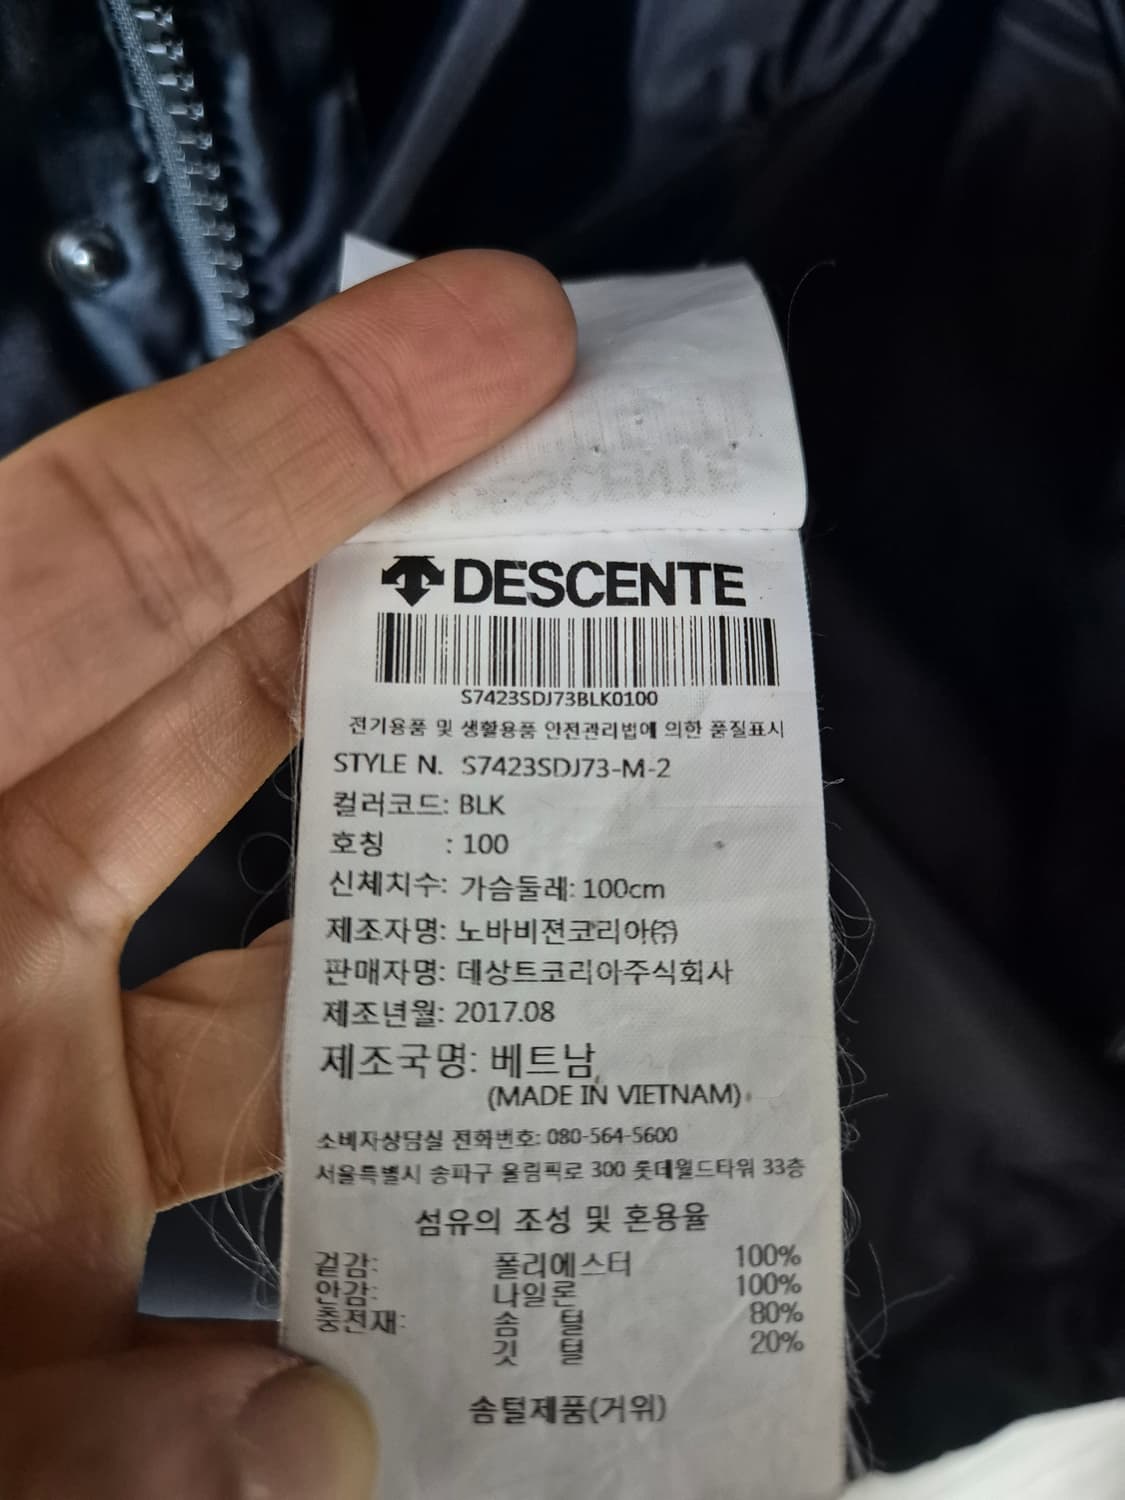 DESCENTE
S7423SDJ73BLK0100
전기용품 및 생활용품 안전관리법에 의한 품질표시
STYLE N. S7423SDJ73-M-2
컬러코드: BLK
호칭 : 100
신체치수: 가슴둘레: 100cm
제조자명: 노바비젼코리아㈜
판매자명: 데상트코리아주식회사
제조년월: 2017.08
제조국명: 베트남
(MADE IN VIETNAM)
소비자상담실 전화번호: 080-564-5600
서울특별시 송파구 올림픽로 300 롯데월드타워 33층
섬유의 조성 및 혼용율
겉감: 폴리에스터 100%
안감: 나일론 100%
충전재: 솜 털 80%
깃 털 20%
솜털제품(거위)